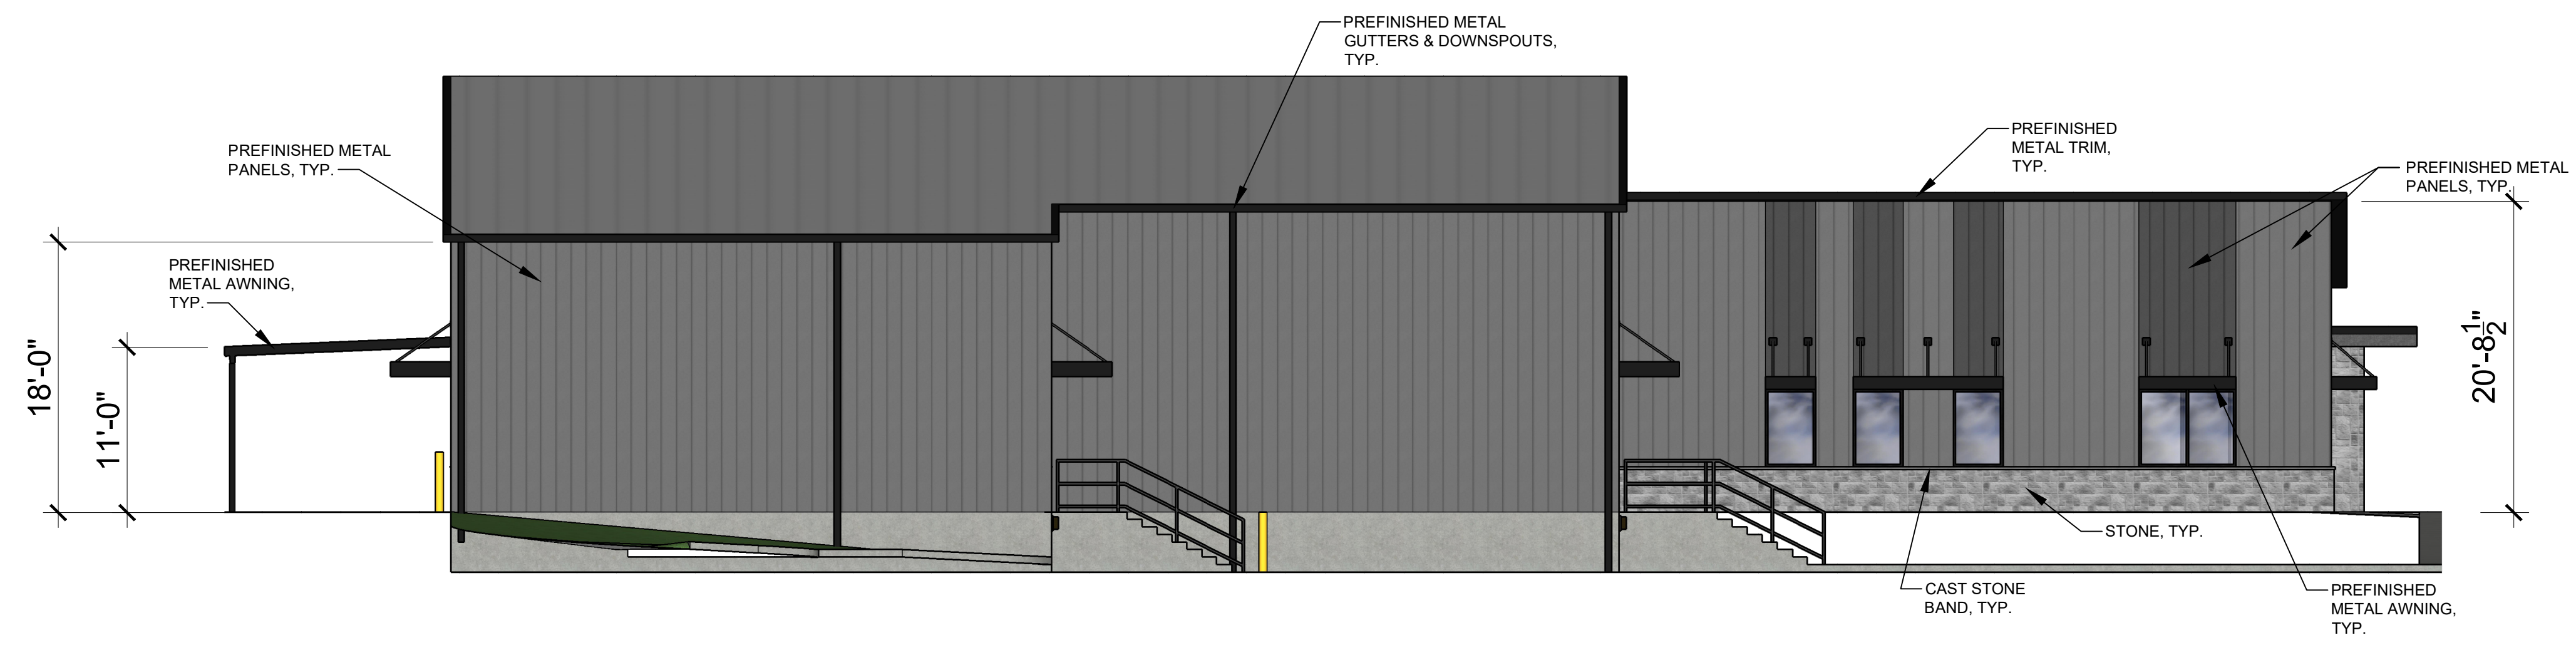 PREFINISHED METAL
GUTTERS & DOWNSPOUTS,
TYP.
PREFINISHED METAL
PANELS, TYP.
PREFINISHED
METAL TRIM,
TYP.
PREFINISHED METAL
PANELS, TYP.
PREFINISHED
METAL AWNING,
TYP.
18'-0"
11'-0"
20'-8 1/2"
STONE, TYP.
CAST STONE
BAND, TYP.
PREFINISHED
METAL AWNING,
TYP.